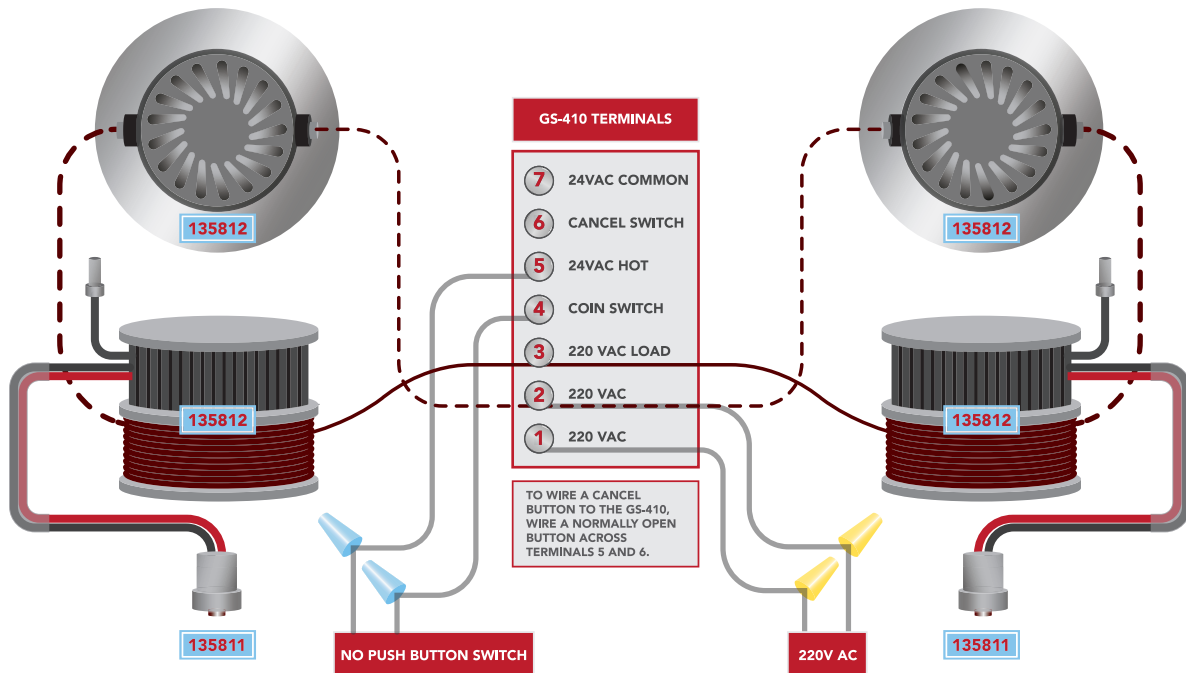 GS-410 TERMINALS
135812
135812
7 24VAC COMMON
6 CANCEL SWITCH
5 24VAC HOT
4 COIN SWITCH
3 220 VAC LOAD
2 220 VAC
1 220 VAC
135812
135812
TO WIRE A CANCEL
BUTTON TO THE GS-410,
WIRE A NORMALLY OPEN
BUTTON ACROSS
TERMINALS 5 AND 6.
135811
NO PUSH BUTTON SWITCH
220V AC
135811